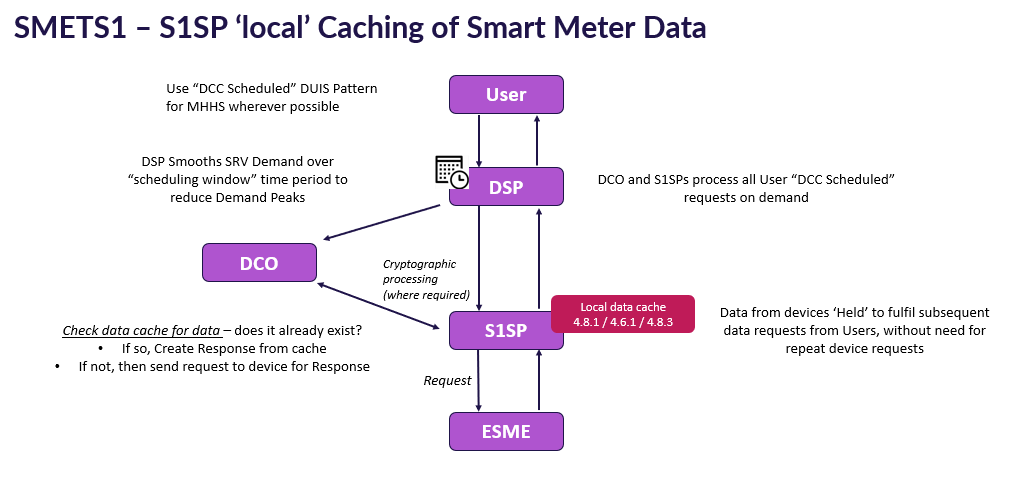 SMETS1 – S1SP ‘local’ Caching of Smart Meter Data
Use “DCC Scheduled” DUIS Pattern
for MHHS wherever possible
User
DSP Smooths SRV Demand over
“scheduling window” time period to
reduce Demand Peaks
DSP
DCO and S1SPs process all User “DCC Scheduled”
requests on demand
DCO
Cryptographic
processing
(where required)
Local data cache
4.8.1 / 4.6.1 / 4.8.3
S1SP
Data from devices ‘Held’ to fulfil subsequent
data requests from Users, without need for
repeat device requests
Check data cache for data – does it already exist?
• If so, Create Response from cache
• If not, then send request to device for Response
Request
ESME